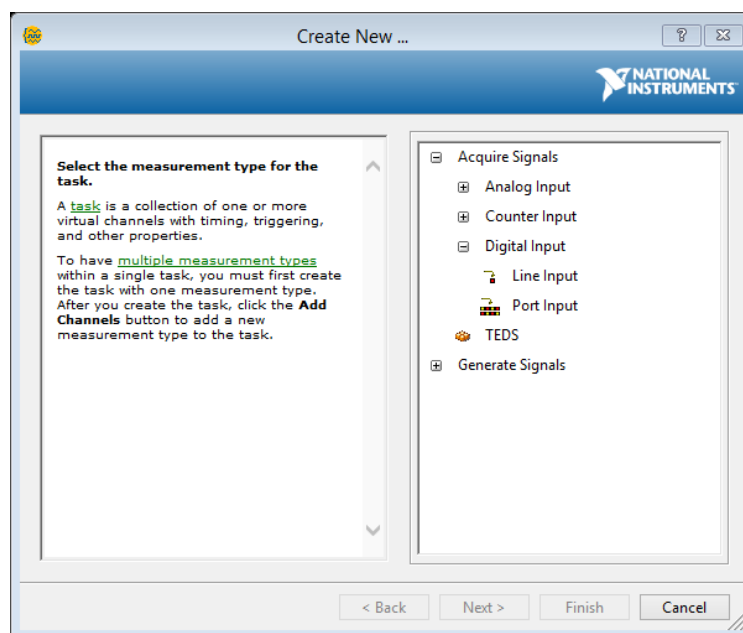 Create New ...
NATIONAL
INSTRUMENTS
Select the measurement type for the
task.
A task is a collection of one or more
virtual channels with timing, triggering,
and other properties.
To have multiple measurement types
within a single task, you must first create
the task with one measurement type.
After you create the task, click the Add
Channels button to add a new
measurement type to the task.
Acquire Signals
Analog Input
Counter Input
Digital Input
Line Input
Port Input
TEDS
Generate Signals
< Back
Next >
Finish
Cancel